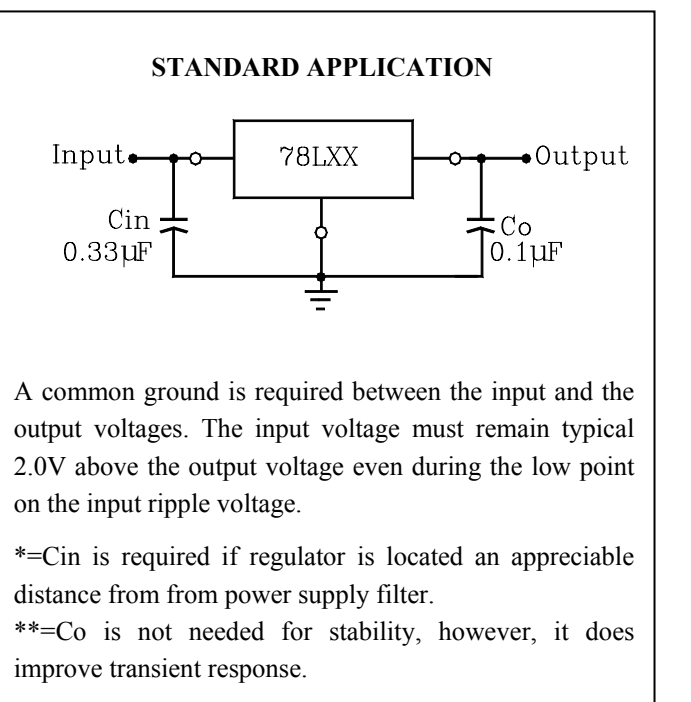 STANDARD APPLICATION
Input
78LXX
Output
Cin
0.33µF
Co
0.1µF
A common ground is required between the input and the
output voltages. The input voltage must remain typical
2.0V above the output voltage even during the low point
on the input ripple voltage.
*=Cin is required if regulator is located an appreciable
distance from from power supply filter.
**=Co is not needed for stability, however, it does
improve transient response.